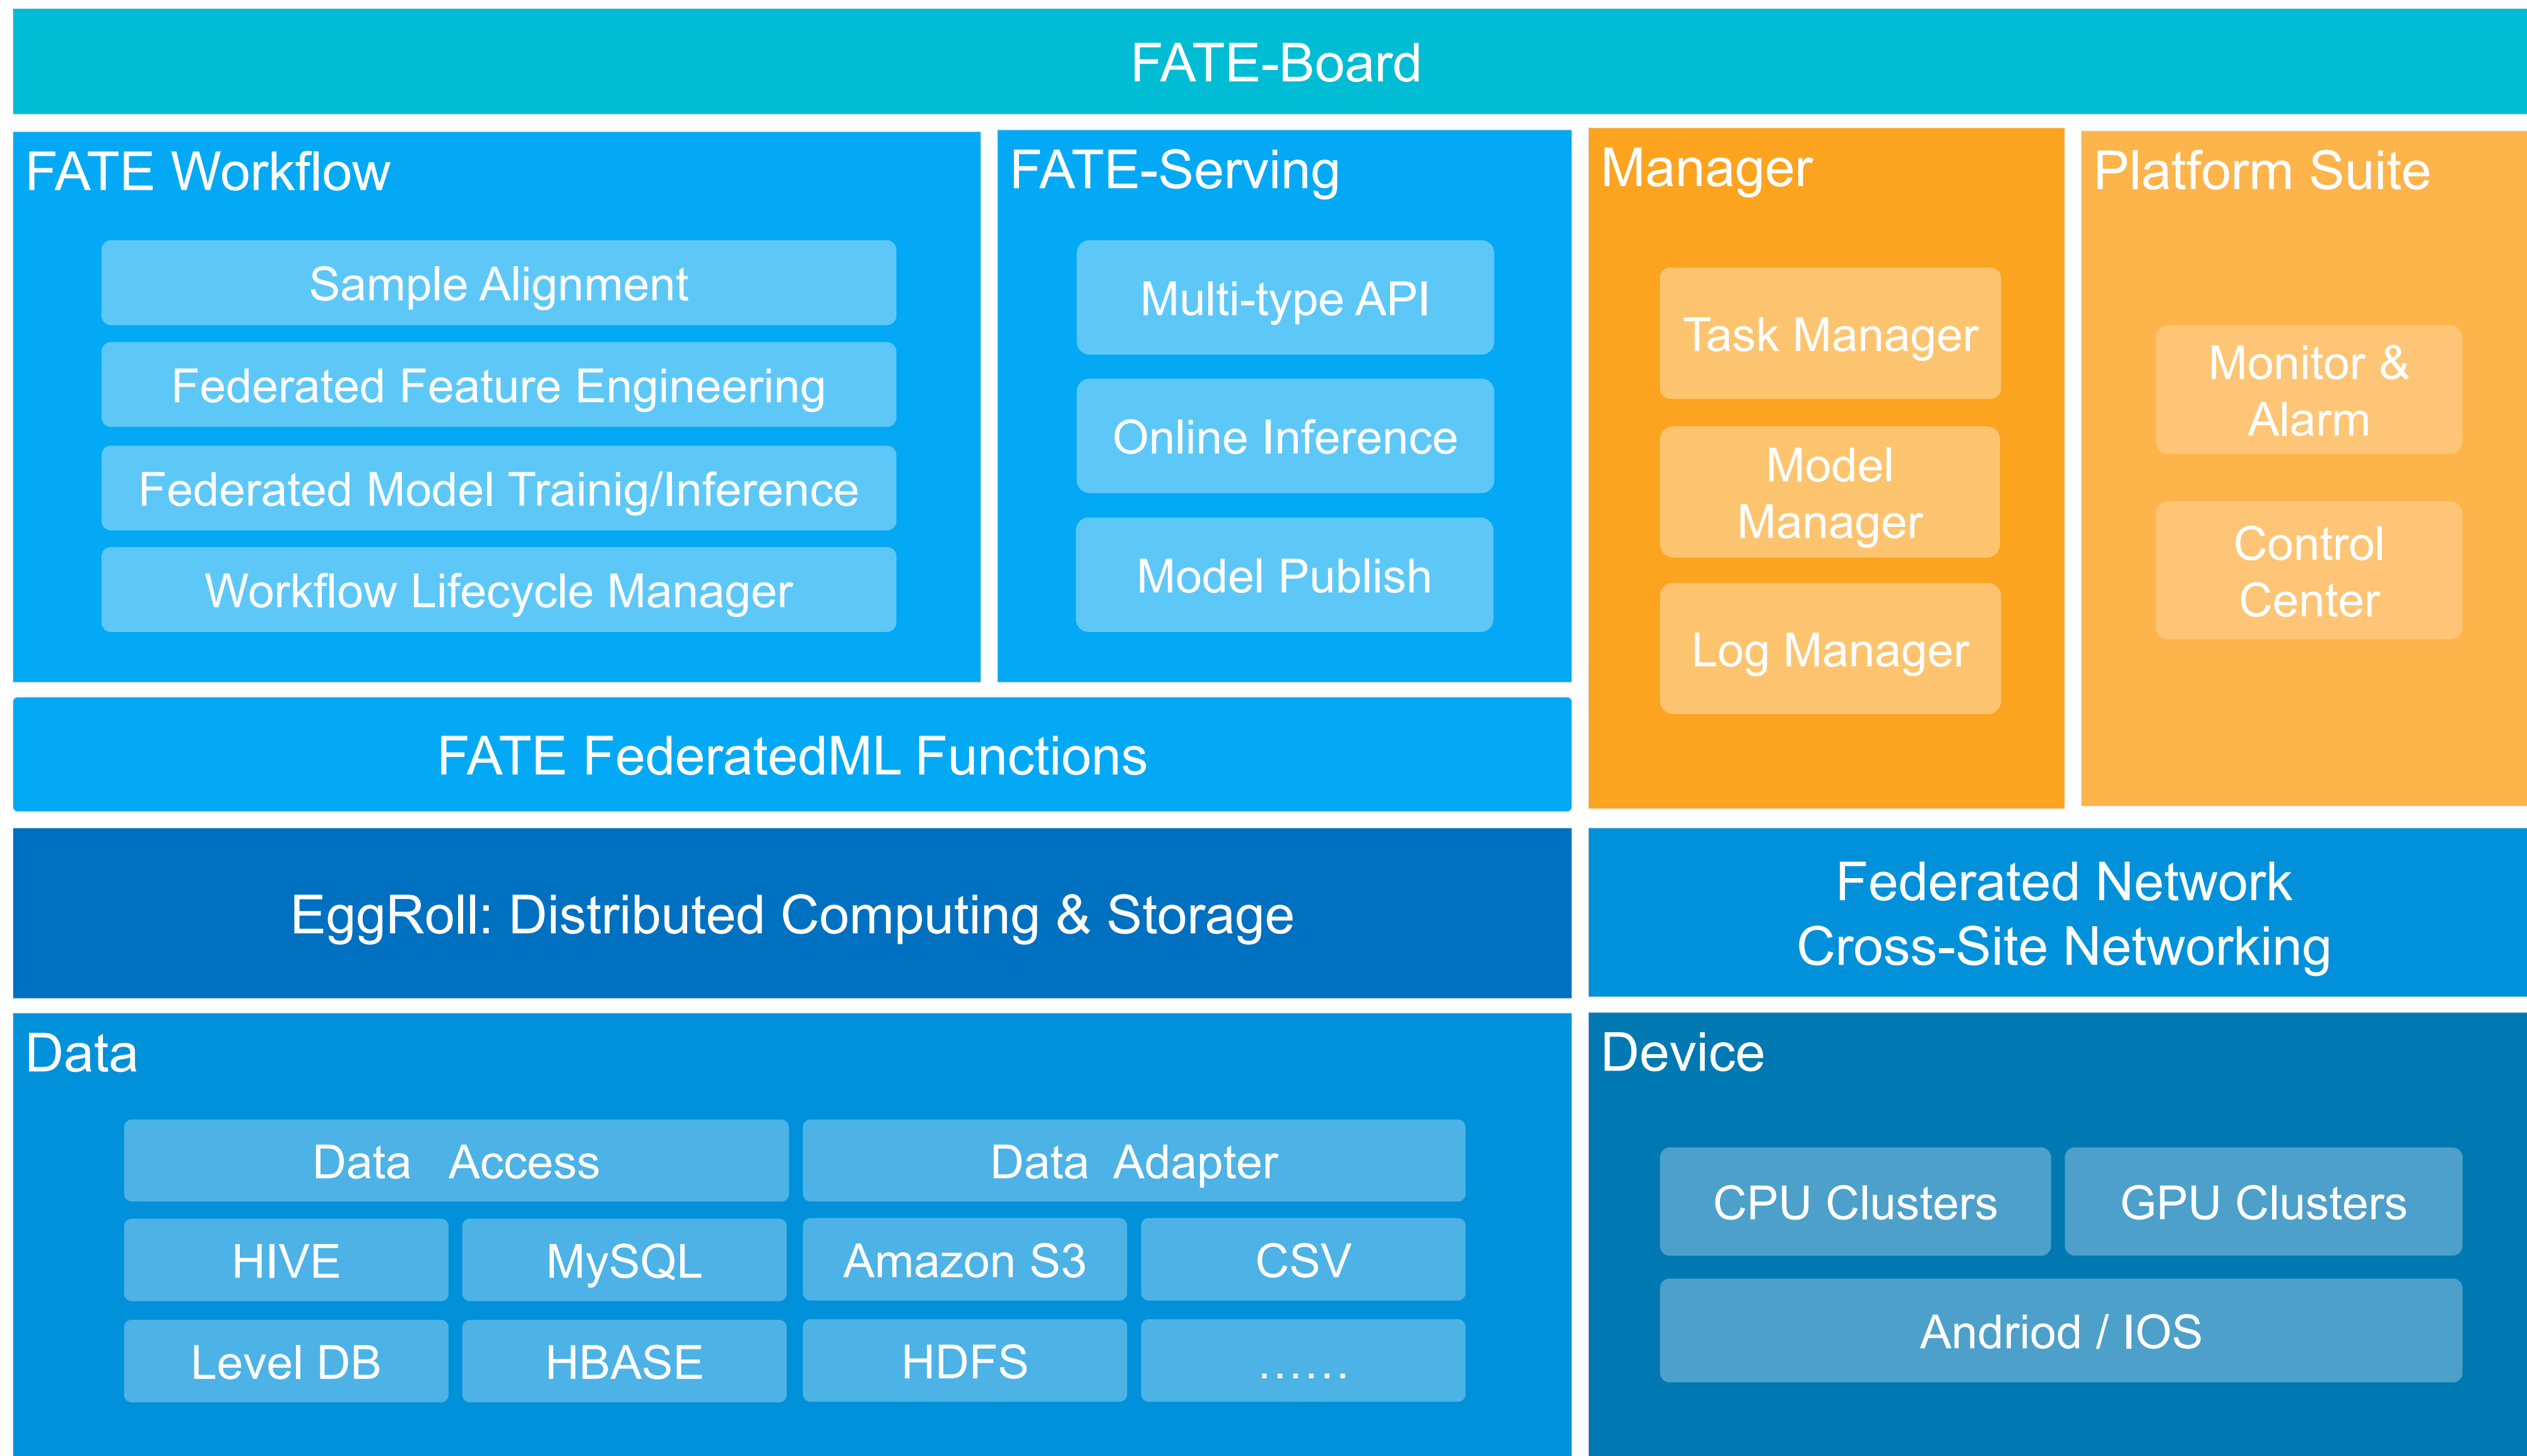 FATE-Board
FATE Workflow
Sample Alignment
Federated Feature Engineering
Federated Model Trainig/Inference
Workflow Lifecycle Manager
FATE-Serving
Multi-type API
Online Inference
Model Publish
Manager
Task Manager
Model
Manager
Log Manager
Platform Suite
Monitor &
Alarm
Control
Center
FATE FederatedML Functions
EggRoll: Distributed Computing & Storage
Federated Network
Cross-Site Networking
Data
Data Access
Data Adapter
HIVE
MySQL
Amazon S3
CSV
Level DB
HBASE
HDFS
......
Device
CPU Clusters
GPU Clusters
Andriod / IOS